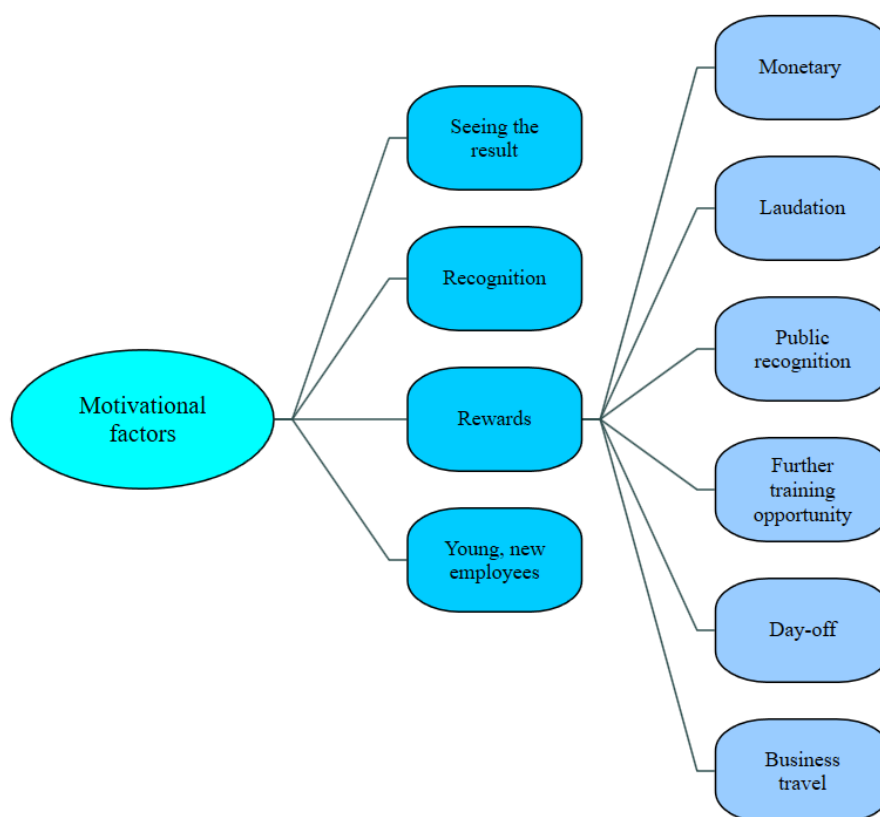 Motivational
factors
Seeing the
result
Recognition
Rewards
Young, new
employees
Monetary
Laudation
Public
recognition
Further
training
opportunity
Day-off
Business
travel